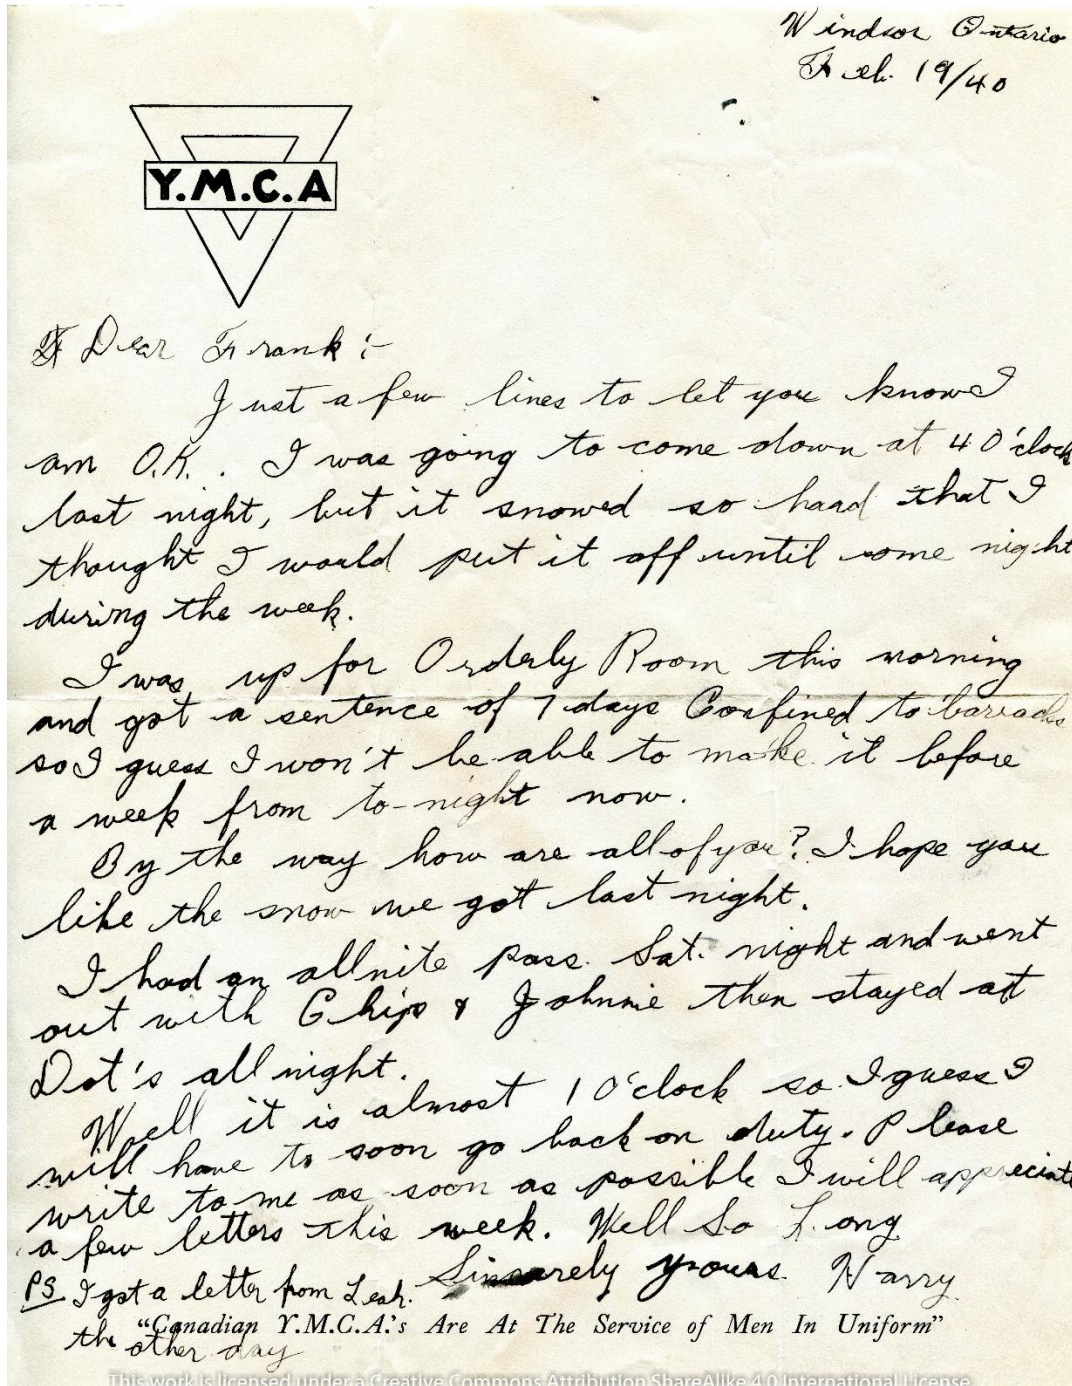 Windsor Ontario
Feb. 19/40
Y.M.C.A
Dear Frank :-
Just a few lines to let you know I
am O.K. . I was going to come down at 4 O'clock
last night, but it snowed so hard that I
thought I would put it off until some night
during the week.
I was up for Orderly Room this morning
and got a sentence of 7 days Confined to barracks
so I guess I won't be able to make it before
a week from to-night now.
By the way how are all of you? I hope you
like the snow we got last night.
I had an allnite pass. Sat. night and went
out with Chips & Johnnie then stayed at
Dot's all night.
Well it is almost 1 O'clock so I guess I
will have to soon go back on duty. Please
write to me as soon as possible I will appreciate
a few letters this week. Well So Long
Sincerely yours. Harry.
PS I got a letter from Leah.
the other day
"Canadian Y.M.C.A.'s Are At The Service of Men In Uniform"
This work is licensed under a Creative Commons Attribution ShareAlike 4.0 International License